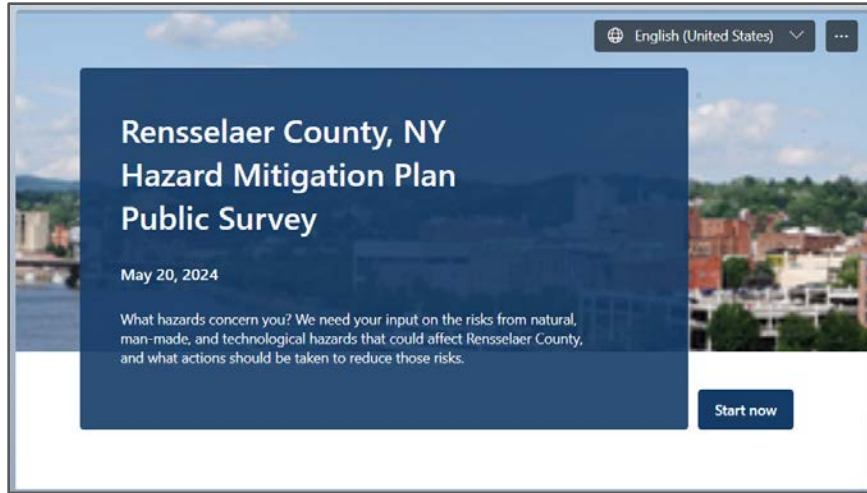 English (United States)
...
Rensselaer County, NY
Hazard Mitigation Plan
Public Survey
May 20, 2024
What hazards concern you? We need your input on the risks from natural,
man-made, and technological hazards that could affect Rensselaer County,
and what actions should be taken to reduce those risks.
Start now